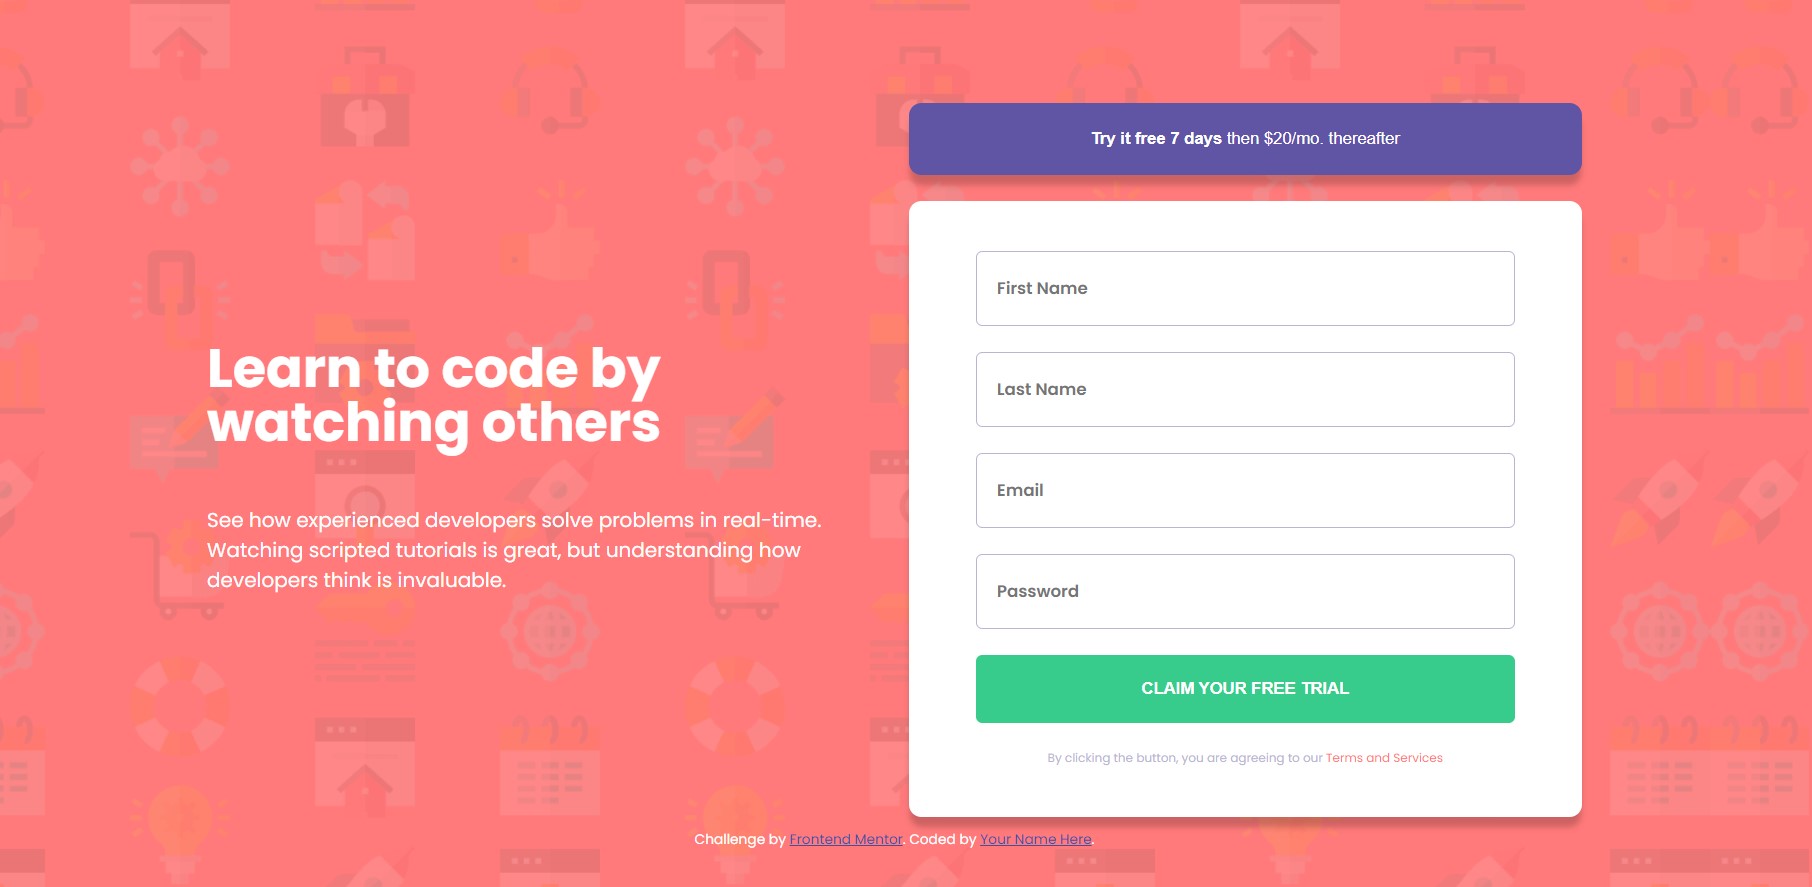 Learn to code by
watching others
See how experienced developers solve problems in real-time.
Watching scripted tutorials is great, but understanding how
developers think is invaluable.
Try it free 7 days then $20/mo. thereafter
First Name
Last Name
Email
Password
CLAIM YOUR FREE TRIAL
By clicking the button, you are agreeing to our Terms and Services
Challenge by Frontend Mentor. Coded by Your Name Here.